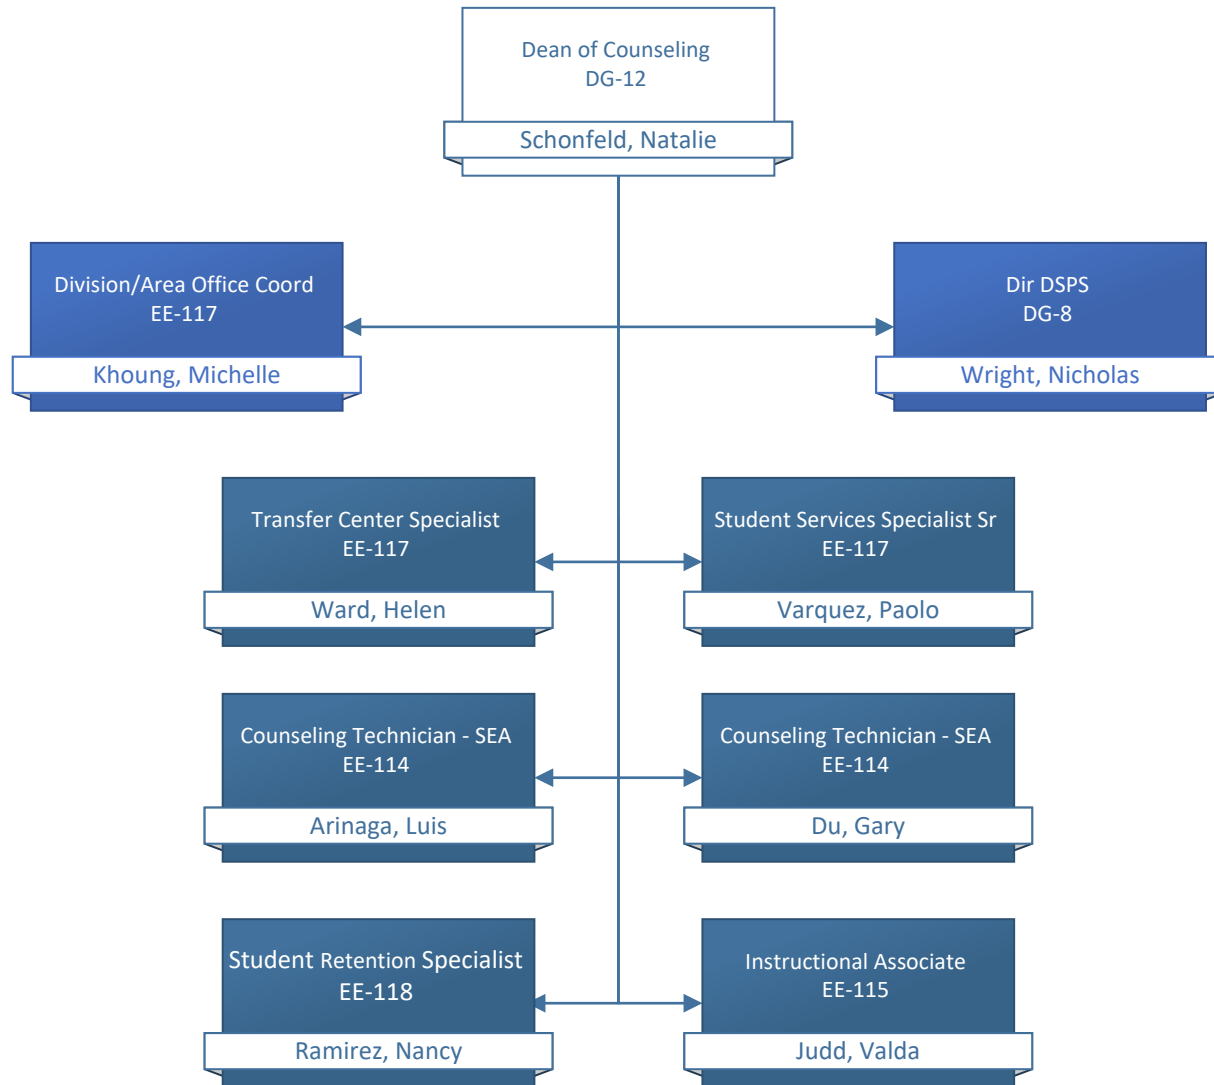 Dean of Counseling
DG-12
Schonfeld, Natalie
Division/Area Office Coord
EE-117
Khoung, Michelle
Dir DSPS
DG-8
Wright, Nicholas
Transfer Center Specialist
EE-117
Ward, Helen
Student Services Specialist Sr
EE-117
Varquez, Paolo
Counseling Technician - SEA
EE-114
Arinaga, Luis
Counseling Technician - SEA
EE-114
Du, Gary
Student Retention Specialist
EE-118
Ramirez, Nancy
Instructional Associate
EE-115
Judd, Valda